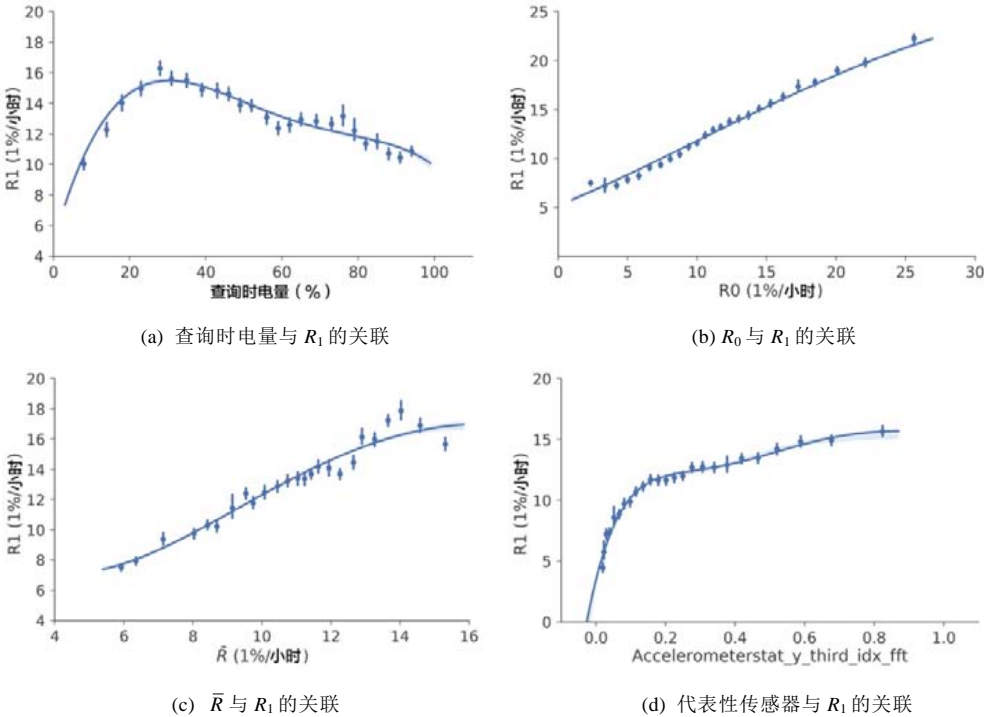 20
18
16
14
12
10
8
6
4
R1 (1%/小时)
0 20 40 60 80 100
查询时电量 ( % )
(a) 查询时电量与 R₁ 的关联
25
20
15
10
5
R1 (1%/小时)
0 5 10 15 20 25 30
R0 (1%/小时)
(b) R₀ 与 R₁ 的关联
20
18
16
14
12
10
8
6
4
R1 (1%/小时)
4 6 8 10 12 14 16
R̄ (1%/小时)
(c) R̄ 与 R₁ 的关联
20
15
10
5
0
R1 (1%/小时)
0.0 0.2 0.4 0.6 0.8 1.0
Accelerometerstat_y_third_idx_fft
(d) 代表性传感器与 R₁ 的关联